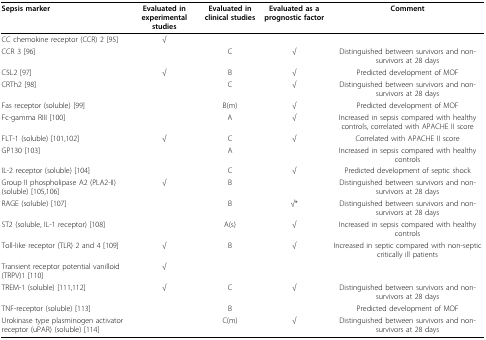 Sepsis marker Evaluated in experimental studies Evaluated in clinical studies Evaluated as a prognostic factor Comment
CC chemokine receptor (CCR) 2 [95] √
CCR 3 [96] C √ Distinguished between survivors and non-survivors at 28 days
C5L2 [97] √ B √ Predicted development of MOF
CRTh2 [98] C √ Distinguished between survivors and non-survivors at 28 days
Fas receptor (soluble) [99] B(m) √ Predicted development of MOF
Fc-gamma RIII [100] A √ Increased in sepsis compared with healthy controls, correlated with APACHE II score
FLT-1 (soluble) [101,102] √ C √ Correlated with APACHE II score
GP130 [103] A Increased in sepsis compared with healthy controls
IL-2 receptor (soluble) [104] C √ Predicted development of septic shock
Group II phospholipase A2 (PLA2-II) (soluble) [105,106] √ B Distinguished between survivors and non-survivors at 28 days
RAGE (soluble) [107] B √* Distinguished between survivors and non-survivors at 28 days
ST2 (soluble, IL-1 receptor) [108] A(s) √ Increased in sepsis compared with healthy controls
Toll-like receptor (TLR) 2 and 4 [109] √ B √ Increased in septic compared with non-septic critically ill patients
Transient receptor potential vanilloid (TRPV)1 [110] √
TREM-1 (soluble) [111,112] √ C √ Distinguished between survivors and non-survivors at 28 days
TNF-receptor (soluble) [113] B Predicted development of MOF
Urokinase type plasminogen activator receptor (uPAR) (soluble) [114] C(m) √ Distinguished between survivors and non-survivors at 28 days